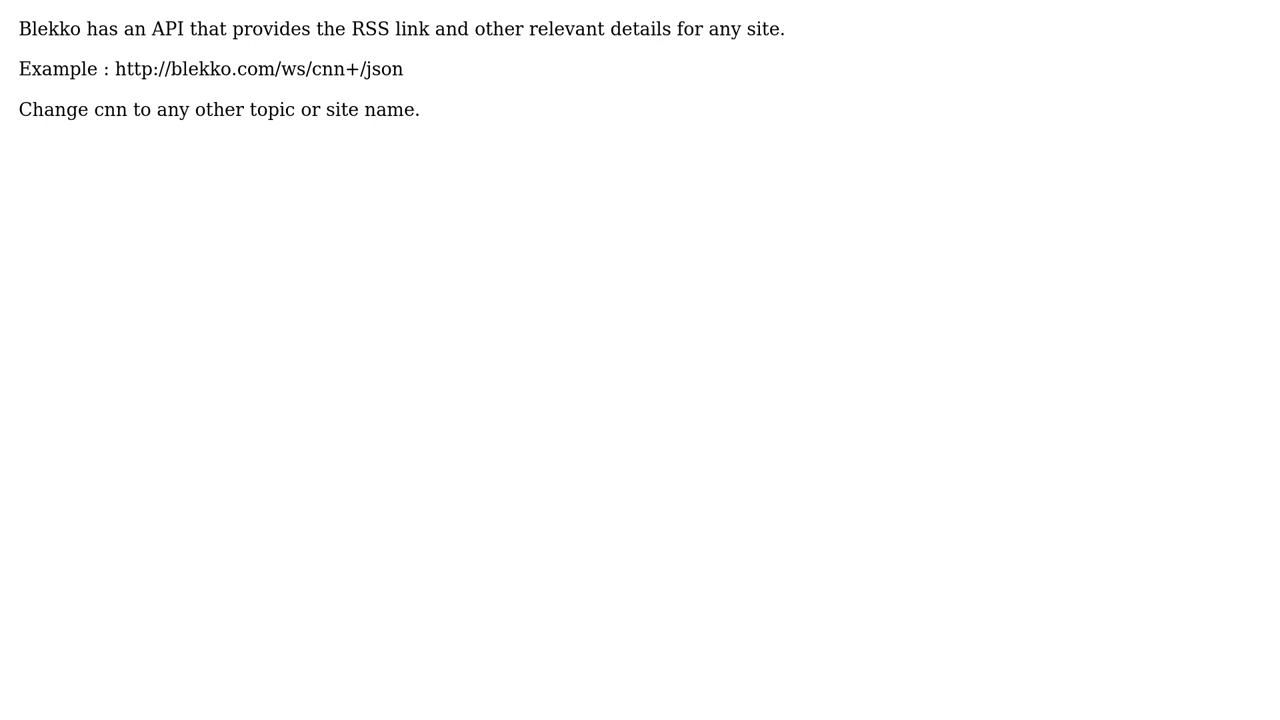 Blekko has an API that provides the RSS link and other relevant details for any site.
Example : http://blekko.com/ws/cnn+/json
Change cnn to any other topic or site name.